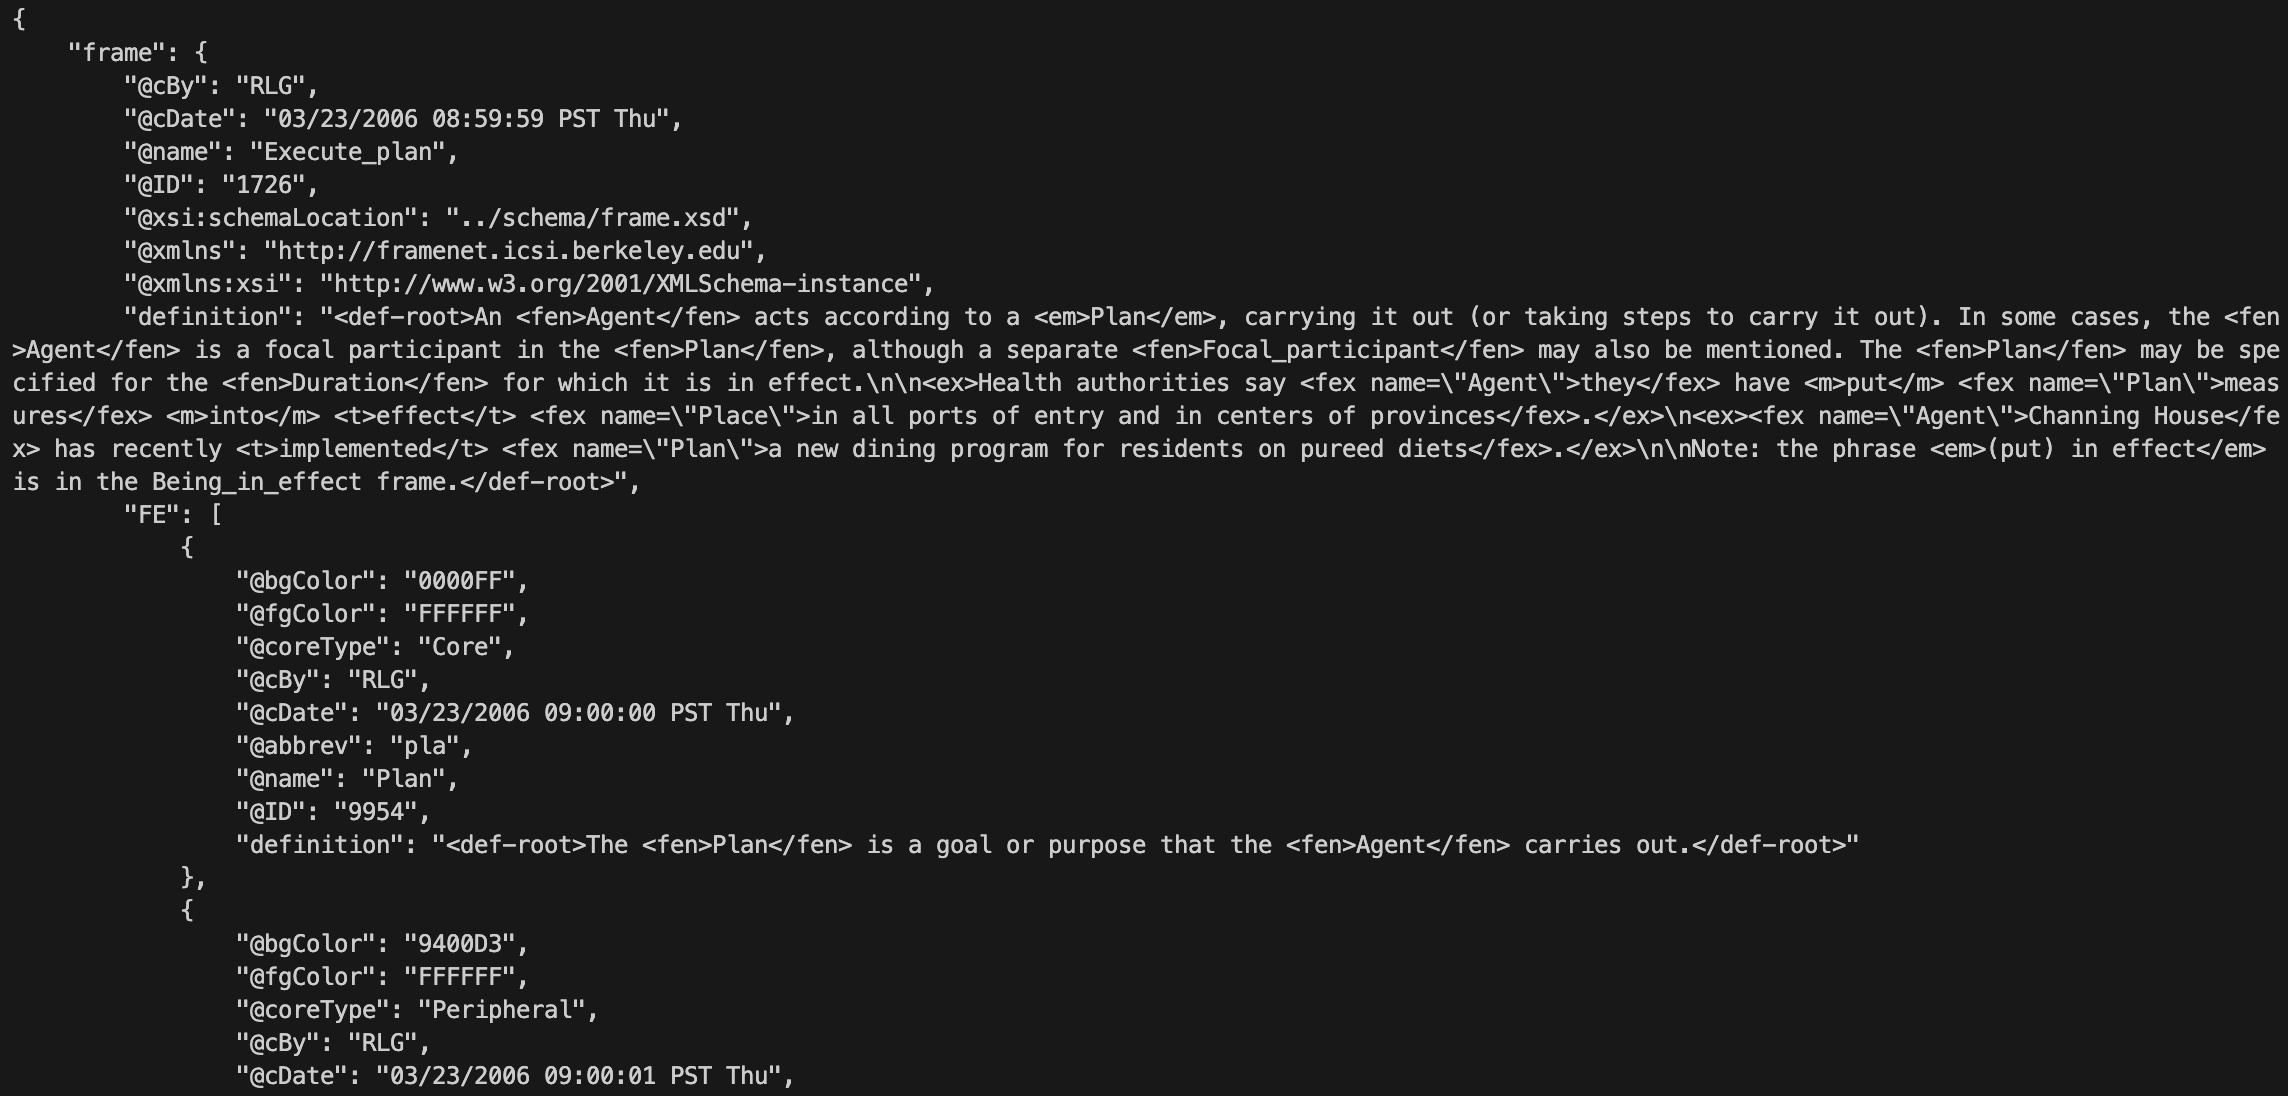 {
    "frame": {
        "@cBy": "RLG",
        "@cDate": "03/23/2006 08:59:59 PST Thu",
        "@name": "Execute_plan",
        "@ID": "1726",
        "@xsi:schemaLocation": "../schema/frame.xsd",
        "@xmlns": "http://framenet.icsi.berkeley.edu",
        "@xmlns:xsi": "http://www.w3.org/2001/XMLSchema-instance",
        "definition": "<def-root>An <fen>Agent</fen> acts according to a <em>Plan</em>, carrying it out (or taking steps to carry it out). In some cases, the <fen
>Agent</fen> is a focal participant in the <fen>Plan</fen>, although a separate <fen>Focal_participant</fen> may also be mentioned. The <fen>Plan</fen> may be spe
cified for the <fen>Duration</fen> for which it is in effect.\n\n<ex>Health authorities say <fex name=\"Agent\">they</fex> have <m>put</m> <fex name=\"Plan\">meas
ures</fex> <m>into</m> <t>effect</t> <fex name=\"Place\">in all ports of entry and in centers of provinces</fex>.</ex>\n<ex><fex name=\"Agent\">Channing House</fe
x> has recently <t>implemented</t> <fex name=\"Plan\">a new dining program for residents on pureed diets</fex>.</ex>\n\nNote: the phrase <em>(put) in effect</em>
is in the Being_in_effect frame.</def-root>",
        "FE": [
            {
                "@bgColor": "0000FF",
                "@fgColor": "FFFFFF",
                "@coreType": "Core",
                "@cBy": "RLG",
                "@cDate": "03/23/2006 09:00:00 PST Thu",
                "@abbrev": "pla",
                "@name": "Plan",
                "@ID": "9954",
                "definition": "<def-root>The <fen>Plan</fen> is a goal or purpose that the <fen>Agent</fen> carries out.</def-root>"
            },
            {
                "@bgColor": "9400D3",
                "@fgColor": "FFFFFF",
                "@coreType": "Peripheral",
                "@cBy": "RLG",
                "@cDate": "03/23/2006 09:00:01 PST Thu",